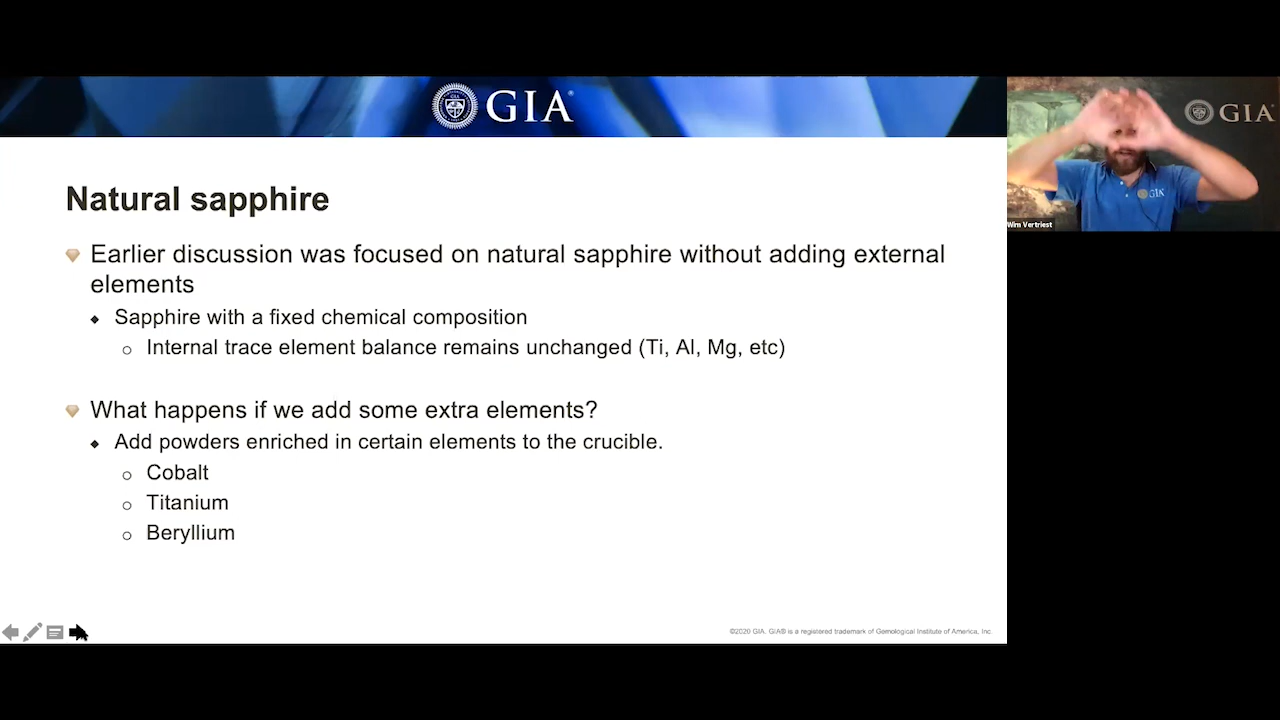 GIA®
GIA
GIA
Wim Vertriest
Natural sapphire
Earlier discussion was focused on natural sapphire without adding external
elements
Sapphire with a fixed chemical composition
Internal trace element balance remains unchanged (Ti, Al, Mg, etc)
What happens if we add some extra elements?
Add powders enriched in certain elements to the crucible.
Cobalt
Titanium
Beryllium
©2020 GIA. GIA® is a registered trademark of Gemological Institute of America, Inc